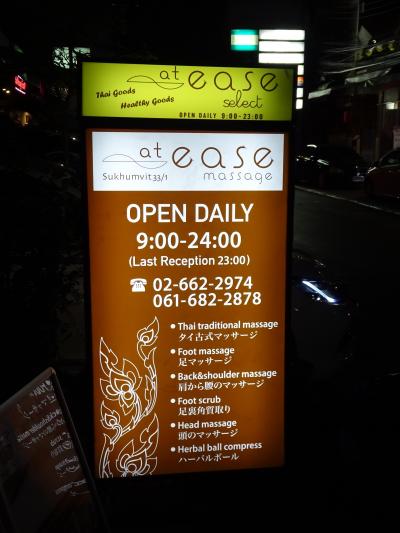 at ease
select
Thai Goods
Healthy Goods
OPEN DAILY 9:00-23:00
at ease
Sukhumvit 33/1
massage
OPEN DAILY
9:00-24:00
(Last Reception 23:00)
☎ 02-662-2974
061-682-2878
● Thai traditional massage
タイ古式マッサージ
● Foot massage
足マッサージ
● Back&shoulder massage
肩から腰のマッサージ
● Foot scrub
足裏角質取り
● Head massage
頭のマッサージ
● Herbal ball compress
ハーバルボール